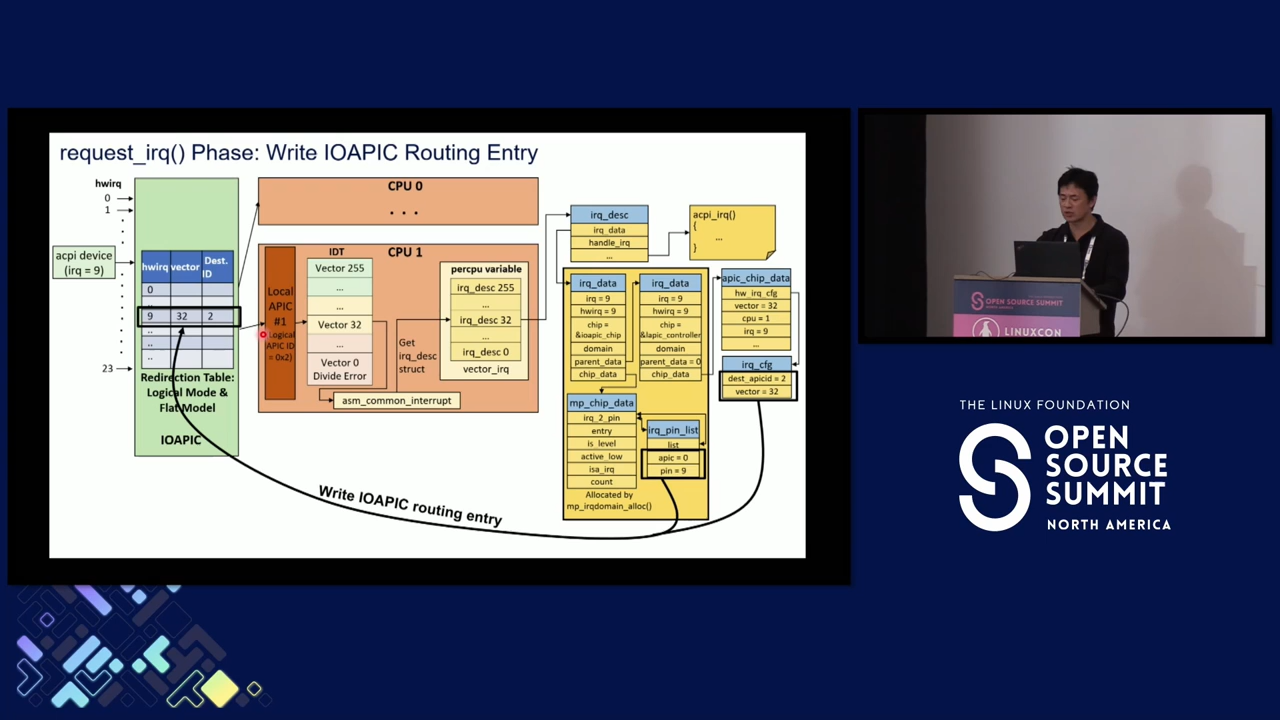 request_irq() Phase: Write IOAPIC Routing Entry
hwirq
0
1
acpi device
(irq = 9)
23
hwirq
vector
Dest.
ID
0
..
9
32
2
..
..
Redirection Table:
Logical Mode &
Flat Model
IOAPIC
CPU 0
. . .
CPU 1
Local
APIC
#1
(Logical
APIC ID
= 0x2)
IDT
Vector 255
...
...
Vector 32
...
Vector 0
Divide Error
asm_common_interrupt
Get
irq_desc
struct
percpu variable
irq_desc 255
...
irq_desc 32
...
irq_desc 0
vector_irq
irq_desc
irq_data
handle_irq
...
acpi_irq()
{
...
}
irq_data
irq = 9
hwirq = 9
chip =
&ioapic_chip
domain
parent_data
chip_data
irq_data
irq = 9
hwirq = 9
chip =
&lapic_controller
domain
parent_data = 0
chip_data
apic_chip_data
hw_irq_cfg
vector = 32
cpu = 1
irq = 9
...
irq_cfg
dest_apicid = 2
vector = 32
mp_chip_data
irq_2_pin
entry
is_level
active_low
isa_irq
count
irq_pin_list
list
apic = 0
pin = 9
Allocated by
mp_irqdomain_alloc()
Write IOAPIC routing entry
OPEN SOURCE SUMMIT
LINUXCON
THE LINUX FOUNDATION
OPEN
SOURCE
SUMMIT
NORTH AMERICA